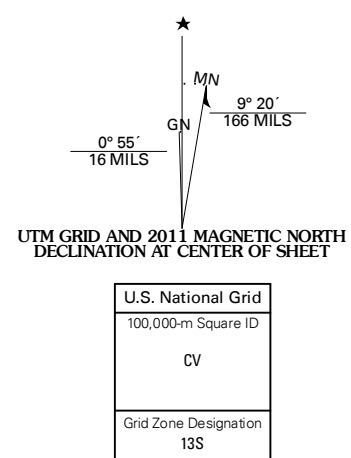 MN
9° 20´
166 MILS
GN
0° 55´
16 MILS
UTM GRID AND 2011 MAGNETIC NORTH
DECLINATION AT CENTER OF SHEET
U.S. National Grid
100,000-m Square ID
CV
Grid Zone Designation
13S